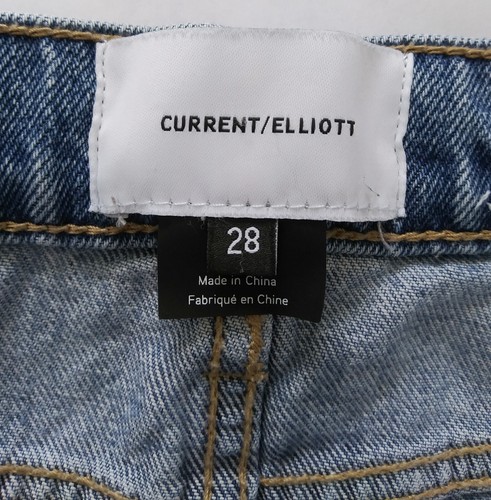 CURRENT/ELLIOTT
28
Made in China
Fabriqué en Chine